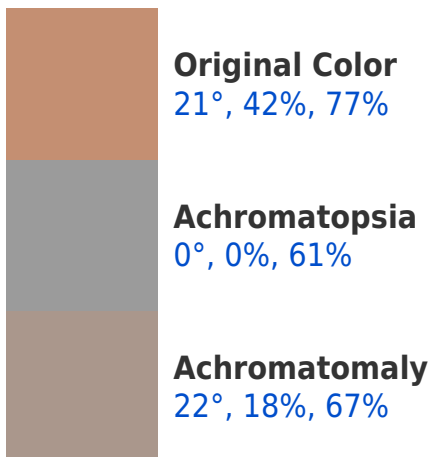 Original Color
21°, 42%, 77%
Achromatopsia
0°, 0%, 61%
Achromatomaly
22°, 18%, 67%